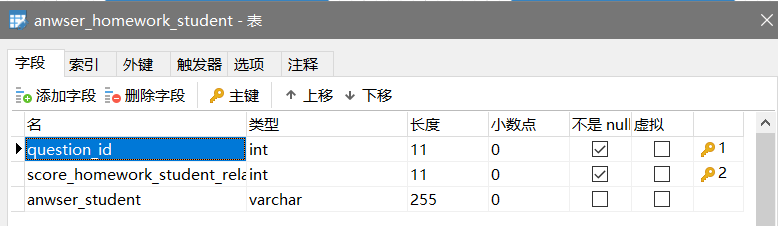 anwser_homework_student - 表
字段 索引 外键 触发器 选项 注释
添加字段 删除字段 主键 上移 下移
名 类型 长度 小数点 不是 null 虚拟
question_id int 11 0 1
score_homework_student_rela int 11 0 2
anwser_student varchar 255 0